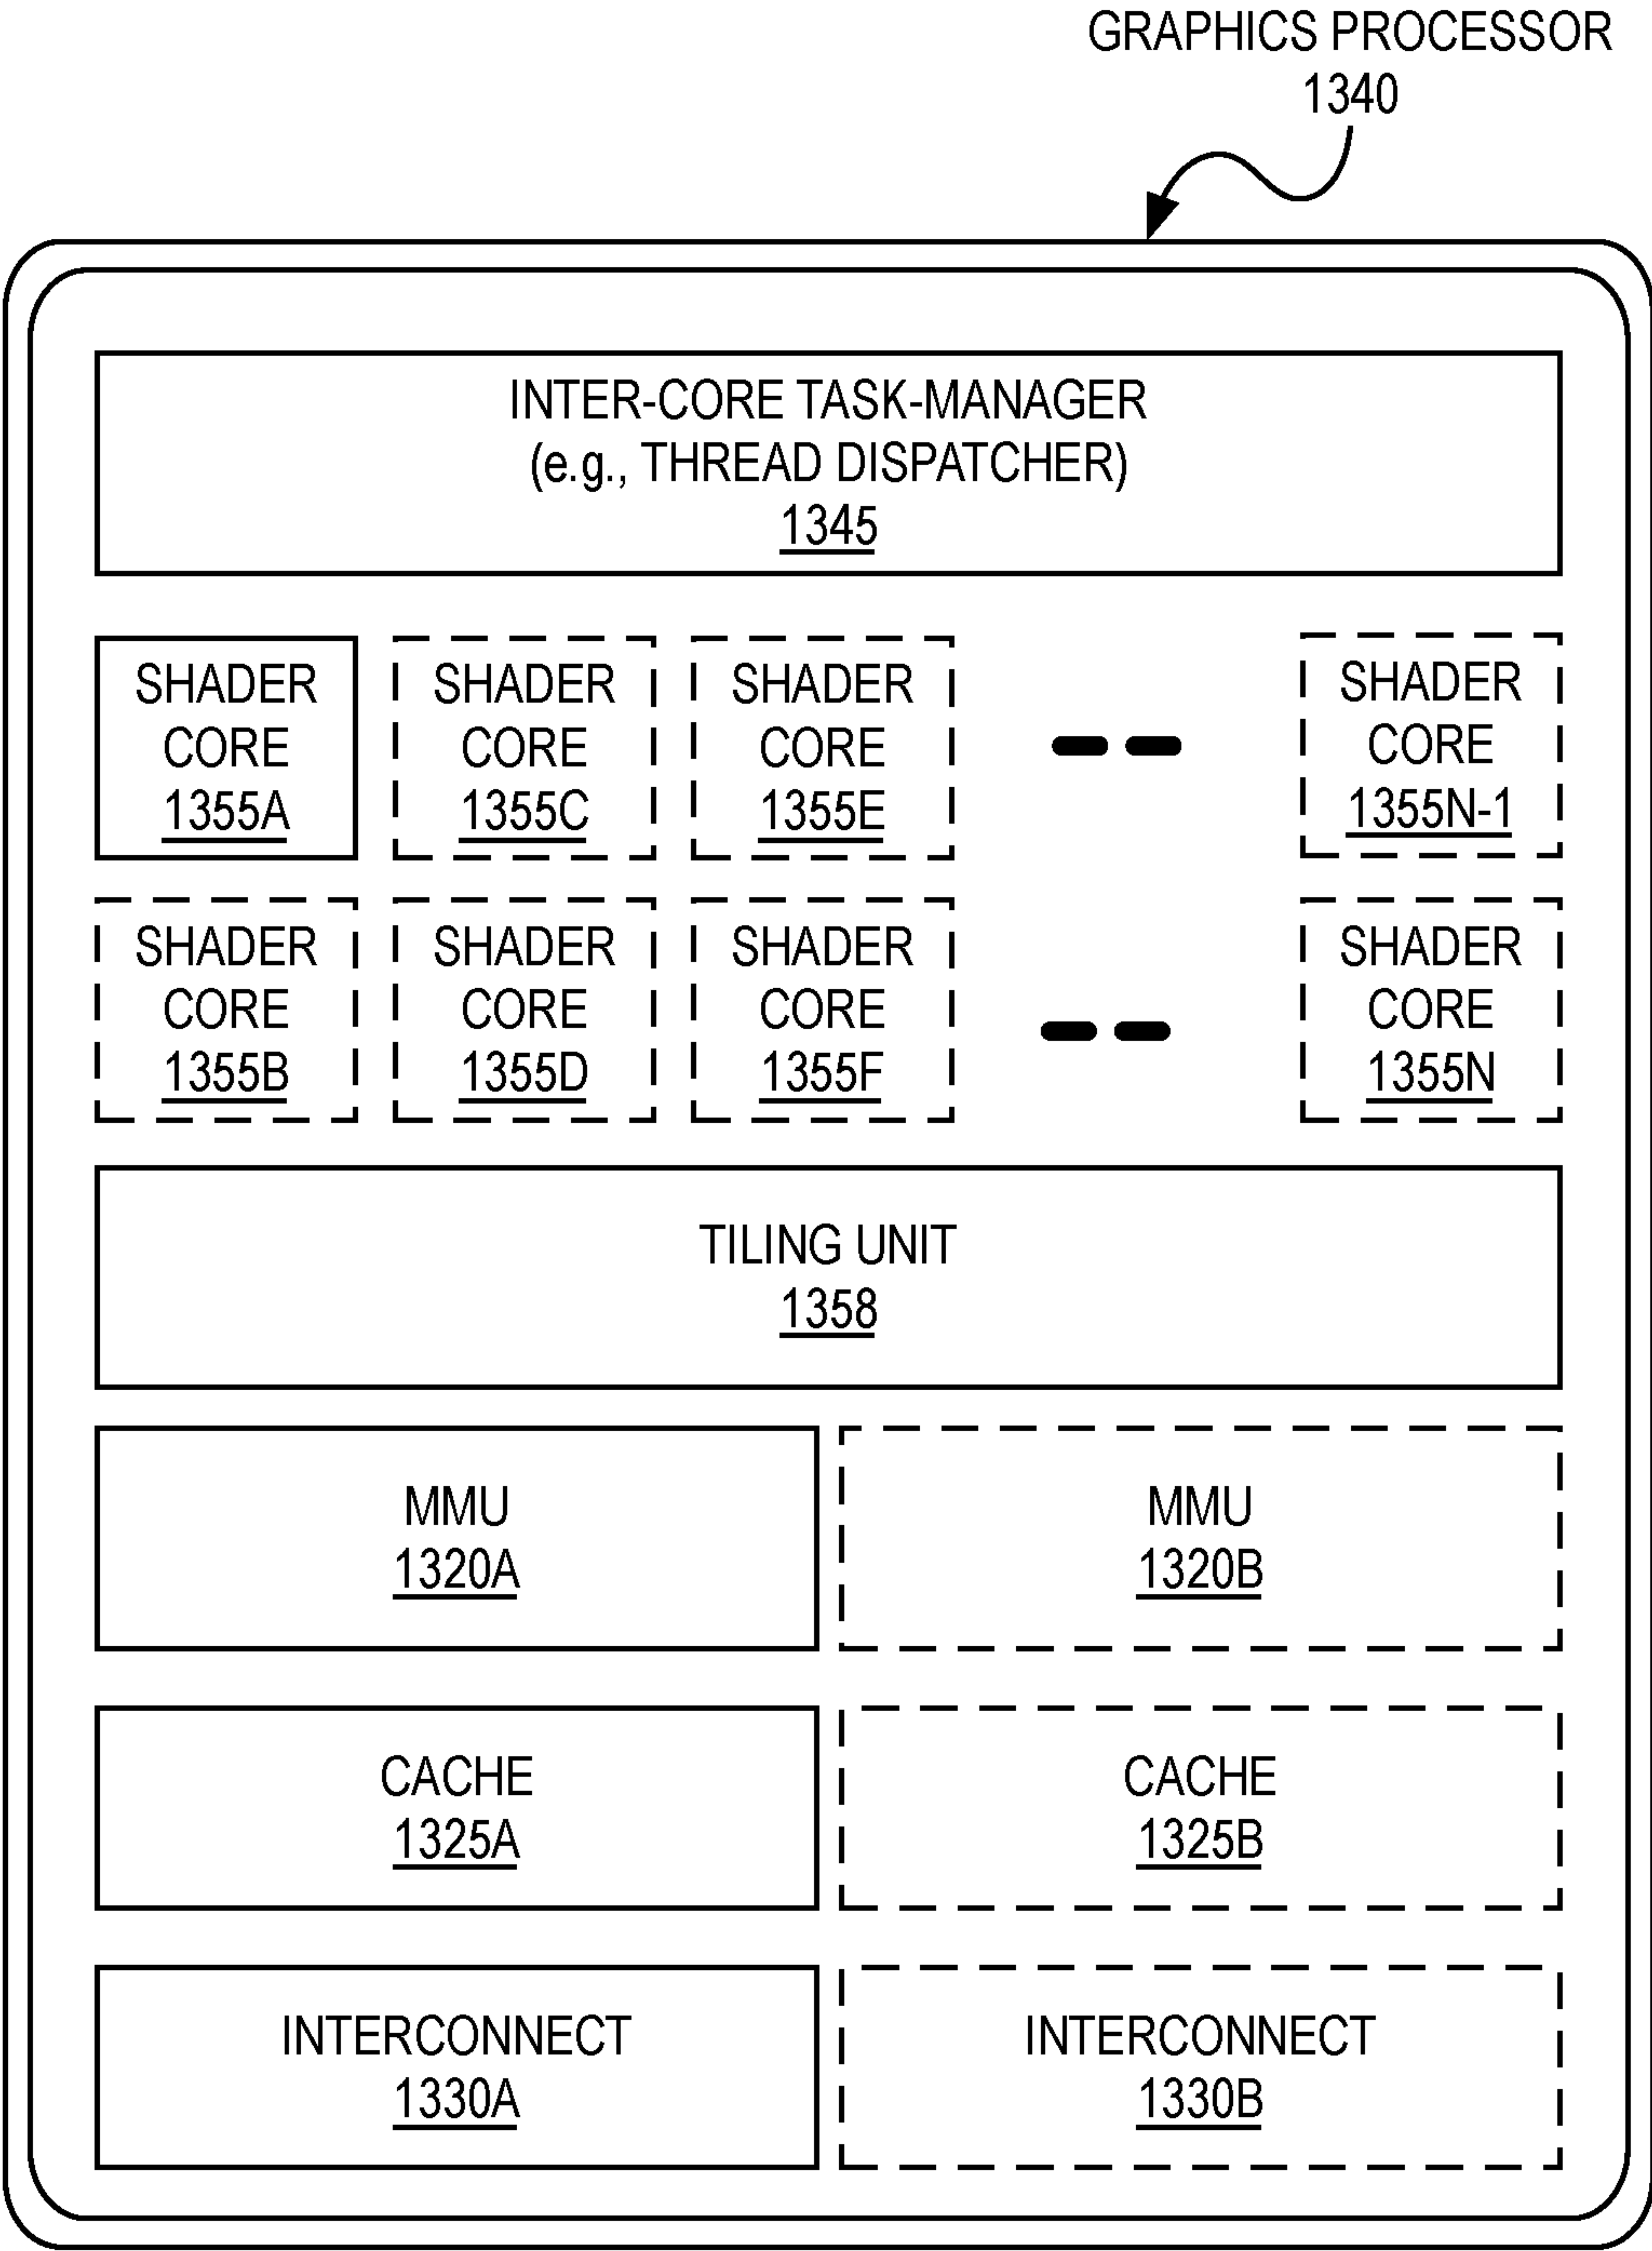 GRAPHICS PROCESSOR
1340
INTER-CORE TASK-MANAGER
(e.g., THREAD DISPATCHER)
1345
SHADER
CORE
1355A
SHADER
CORE
1355C
SHADER
CORE
1355E
SHADER
CORE
1355N-1
SHADER
CORE
1355B
SHADER
CORE
1355D
SHADER
CORE
1355F
SHADER
CORE
1355N
TILING UNIT
1358
MMU
1320A
MMU
1320B
CACHE
1325A
CACHE
1325B
INTERCONNECT
1330A
INTERCONNECT
1330B